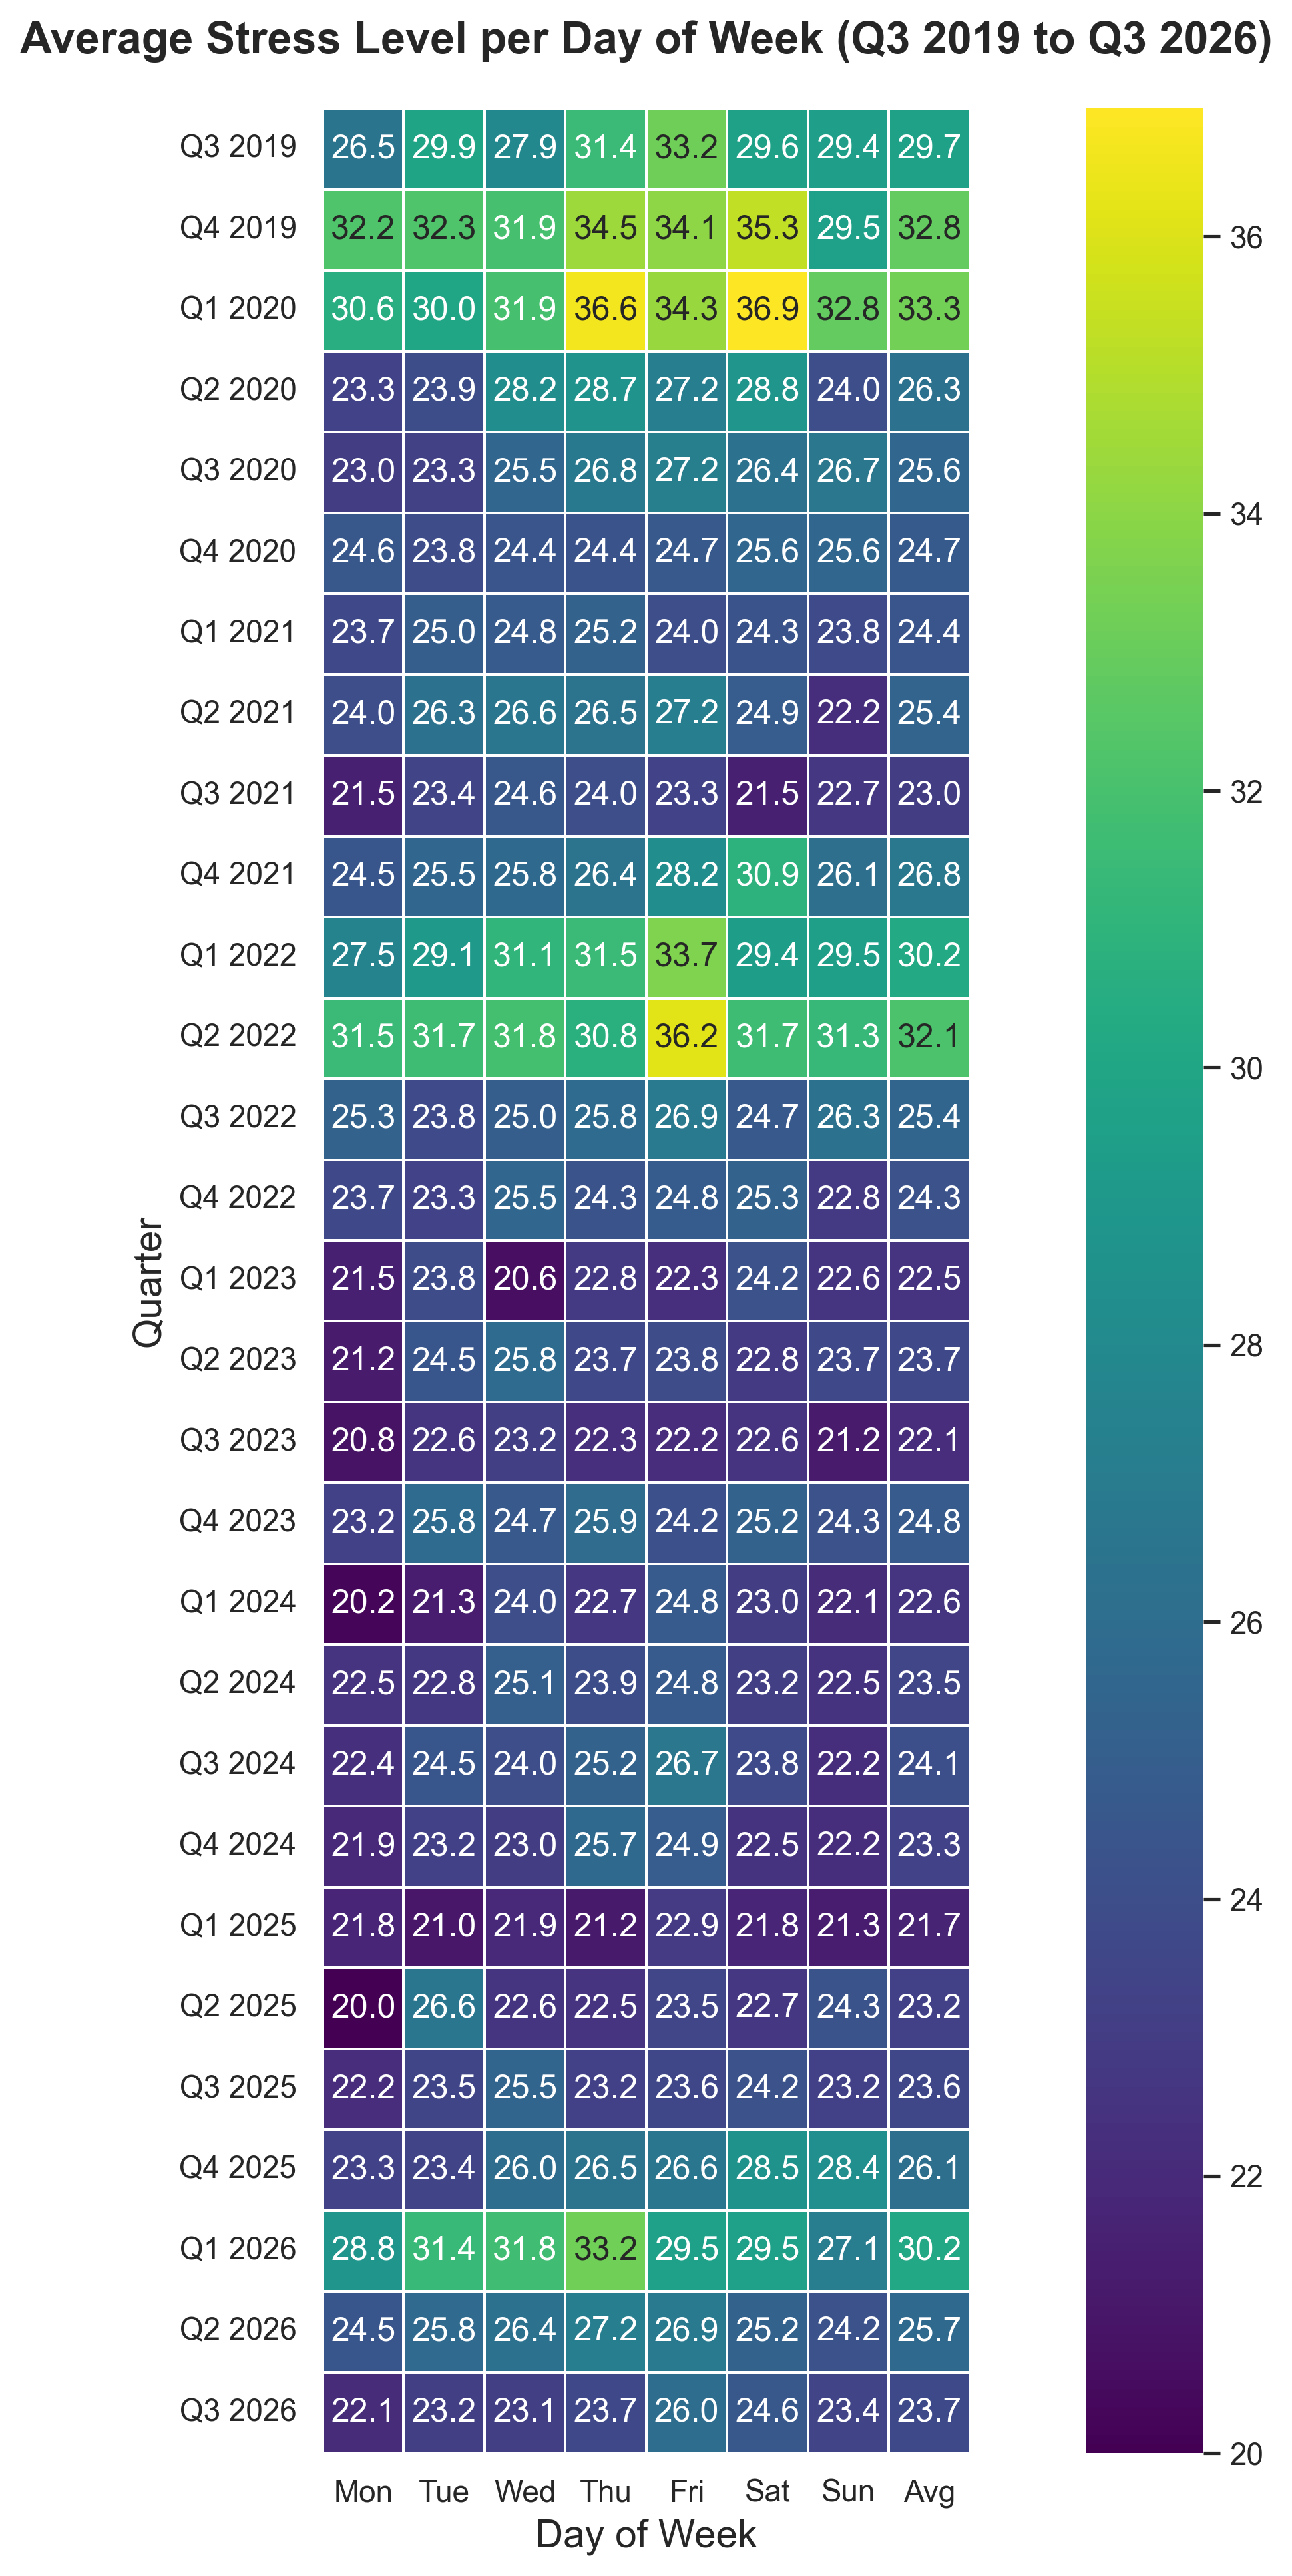 Average Stress Level per Day of Week (Q3 2019 to Q3 2026)
Q3 2019 26.5 29.9 27.9 31.4 33.2 29.6 29.4 29.7
Q4 2019 32.2 32.3 31.9 34.5 34.1 35.3 29.5 32.8
Q1 2020 30.6 30.0 31.9 36.6 34.3 36.9 32.8 33.3
Q2 2020 23.3 23.9 28.2 28.7 27.2 28.8 24.0 26.3
Q3 2020 23.0 23.3 25.5 26.8 27.2 26.4 26.7 25.6
Q4 2020 24.6 23.8 24.4 24.4 24.7 25.6 25.6 24.7
Q1 2021 23.7 25.0 24.8 25.2 24.0 24.3 23.8 24.4
Q2 2021 24.0 26.3 26.6 26.5 27.2 24.9 22.2 25.4
Q3 2021 21.5 23.4 24.6 24.0 23.3 21.5 22.7 23.0
Q4 2021 24.5 25.5 25.8 26.4 28.2 30.9 26.1 26.8
Q1 2022 27.5 29.1 31.1 31.5 33.7 29.4 29.5 30.2
Q2 2022 31.5 31.7 31.8 30.8 36.2 31.7 31.3 32.1
Q3 2022 25.3 23.8 25.0 25.8 26.9 24.7 26.3 25.4
Q4 2022 23.7 23.3 25.5 24.3 24.8 25.3 22.8 24.3
Q1 2023 21.5 23.8 20.6 22.8 22.3 24.2 22.6 22.5
Q2 2023 21.2 24.5 25.8 23.7 23.8 22.8 23.7 23.7
Q3 2023 20.8 22.6 23.2 22.3 22.2 22.6 21.2 22.1
Q4 2023 23.2 25.8 24.7 25.9 24.2 25.2 24.3 24.8
Q1 2024 20.2 21.3 24.0 22.7 24.8 23.0 22.1 22.6
Q2 2024 22.5 22.8 25.1 23.9 24.8 23.2 22.5 23.5
Q3 2024 22.4 24.5 24.0 25.2 26.7 23.8 22.2 24.1
Q4 2024 21.9 23.2 23.0 25.7 24.9 22.5 22.2 23.3
Q1 2025 21.8 21.0 21.9 21.2 22.9 21.8 21.3 21.7
Q2 2025 20.0 26.6 22.6 22.5 23.5 22.7 24.3 23.2
Q3 2025 22.2 23.5 25.5 23.2 23.6 24.2 23.2 23.6
Q4 2025 23.3 23.4 26.0 26.5 26.6 28.5 28.4 26.1
Q1 2026 28.8 31.4 31.8 33.2 29.5 29.5 27.1 30.2
Q2 2026 24.5 25.8 26.4 27.2 26.9 25.2 24.2 25.7
Q3 2026 22.1 23.2 23.1 23.7 26.0 24.6 23.4 23.7
Mon Tue Wed Thu Fri Sat Sun Avg
Day of Week
Quarter
36
34
32
30
28
26
24
22
20